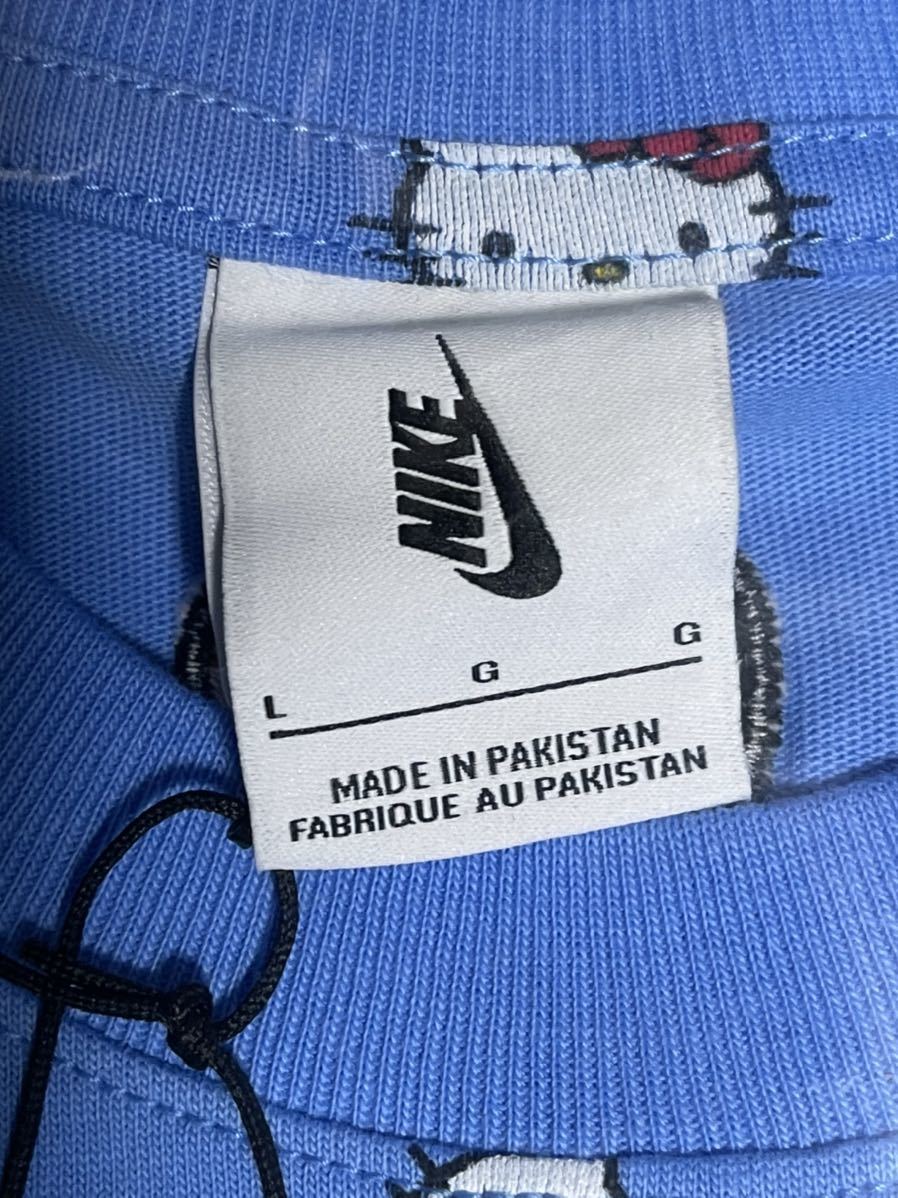 NIKE
L G G
MADE IN PAKISTAN
FABRIQUE AU PAKISTAN